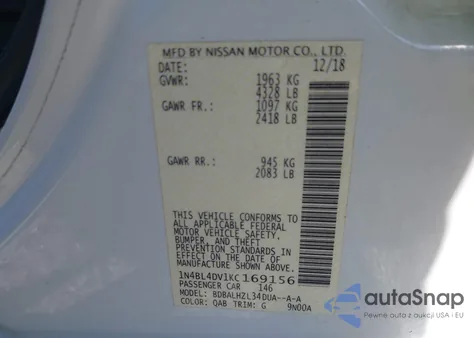 MFD BY NISSAN MOTOR CO., LTD.
DATE: 12/18
GVWR: 1963 KG
4328 LB
GAWR FR.: 1097 KG
2418 LB
GAWR RR.: 945 KG
2083 LB
THIS VEHICLE CONFORMS TO
ALL APPLICABLE FEDERAL
MOTOR VEHICLE SAFETY,
BUMPER, AND THEFT
PREVENTION STANDARDS IN
EFFECT ON THE DATE OF
MANUFACTURE SHOWN ABOVE.
1N4BL4DV1KC169156
PASSENGER CAR 146
MODEL: BDBALHZL34DUA--A-A
COLOR: QAB TRIM: G 9N00A
autoSnap